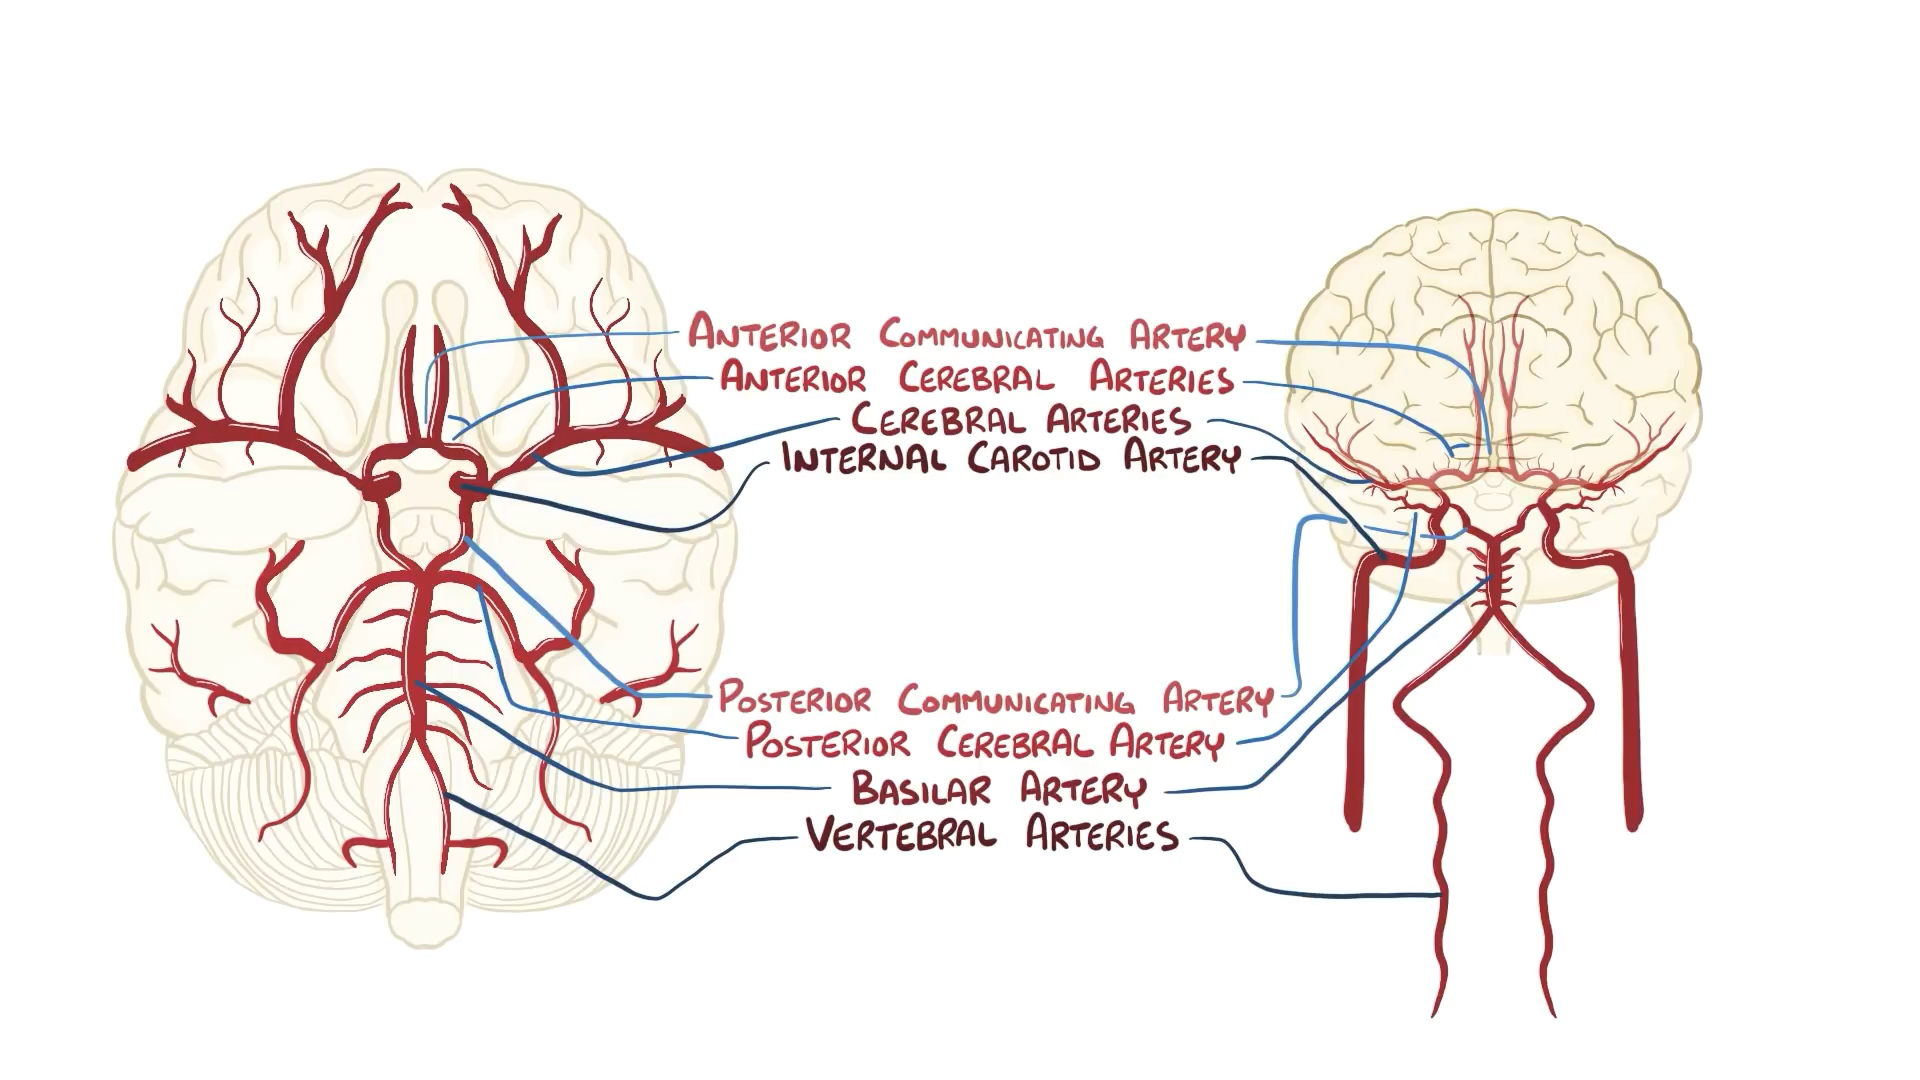 ANTERIOR COMMUNICATING ARTERY
ANTERIOR CEREBRAL ARTERIES
CEREBRAL ARTERIES
INTERNAL CAROTID ARTERY
POSTERIOR COMMUNICATING ARTERY
POSTERIOR CEREBRAL ARTERY
BASILAR ARTERY
VERTEBRAL ARTERIES